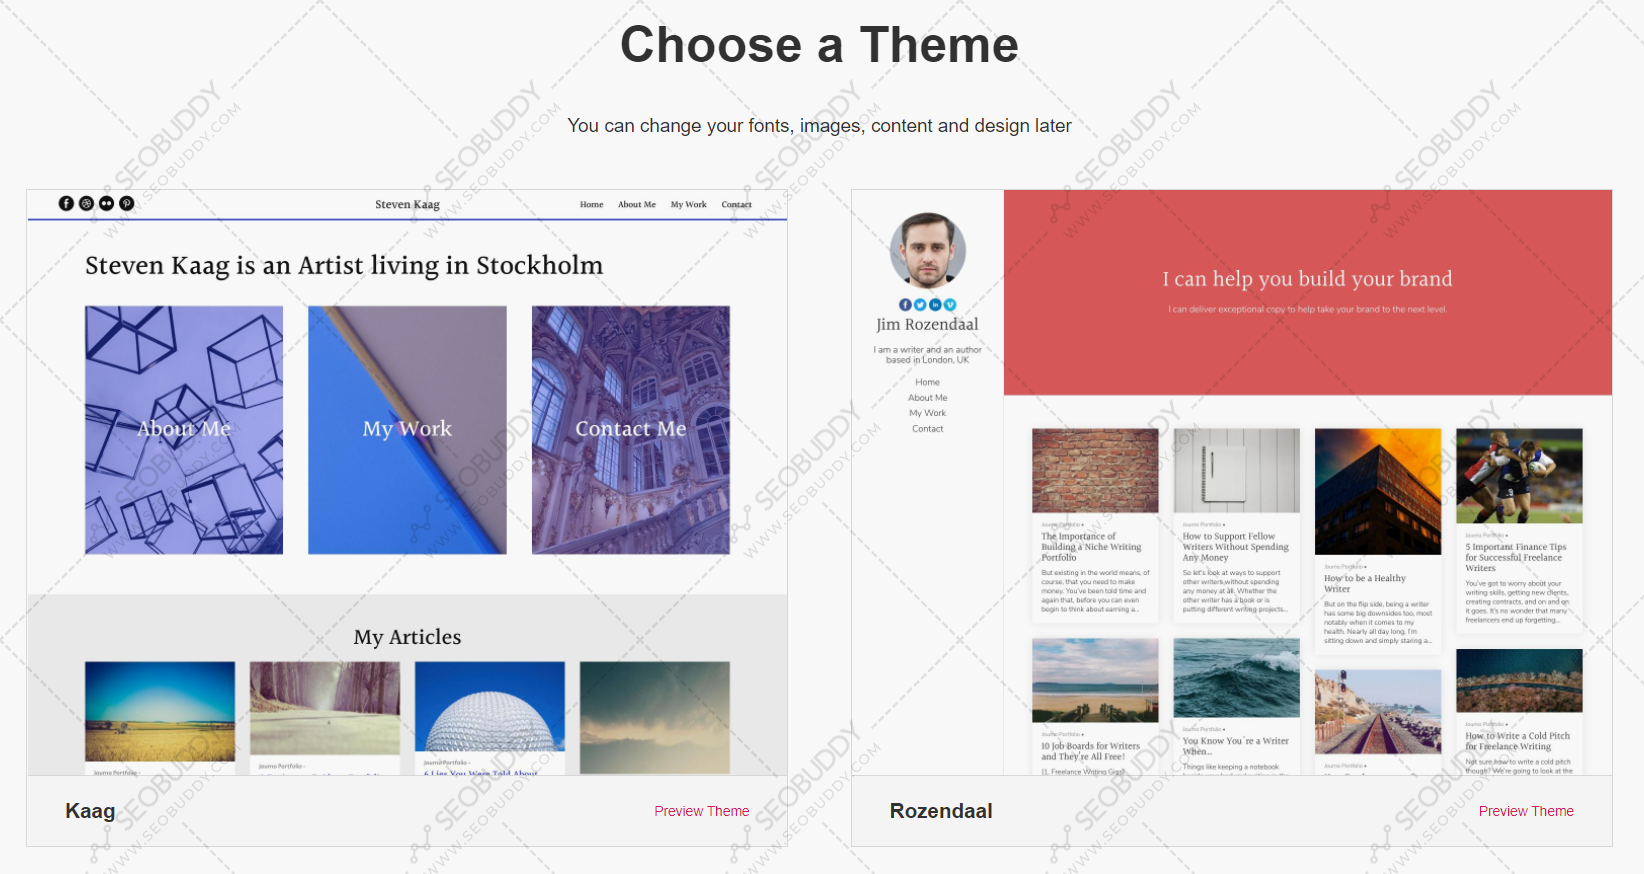 Choose a Theme
You can change your fonts, images, content and design later
Steven Kaag
Home About Me My Work Contact
Steven Kaag is an Artist living in Stockholm
About Me
My Work
Contact Me
My Articles
Journo Portfolio -
Journo Portfolio -
6 Lies You Were Told About
Kaag
Preview Theme
Jim Rozendaal
I am a writer and an author
based in London, UK
Home
About Me
My Work
Contact
I can help you build your brand
I can deliver exceptional copy to help take your brand to the next level.
Journo Portfolio •
The Importance of
Building a Niche Writing
Portfolio
But existing in the world means, of
course, that you need to make
money. You've been told time and
again that, before you can even
begin to think about earning a...
Journo Portfolio •
How to Support Fellow
Writers Without Spending
Any Money
So let's look at ways to support
other writers without spending
any money at all. Whether the
other writer has a book or is
putting different writing projects...
Journo Portfolio •
How to be a Healthy
Writer
But on the flip side, being a writer
has some big downsides too, most
notably when it comes to my
health. Nearly all day long, I'm
sitting down and simply staring a...
Journo Portfolio •
5 Important Finance Tips
for Successful Freelance
Writers
You've got to worry about your
writing skills, getting new clients,
creating contracts, and on and on
it goes. It's no wonder that many
freelancers end up forgetting...
Journo Portfolio •
10 Job Boards for Writers
and They're All Free!
Journo Portfolio •
You Know You're a Writer
When...
Things like keeping a notebook
Journo Portfolio •
Journo Portfolio •
How to Write a Cold Pitch
for Freelance Writing
Not sure how to write a cold pitch
though? We're going to look at the
Rozendaal
Preview Theme
SEOBUDDY
WWW.SEOBUDDY.COM